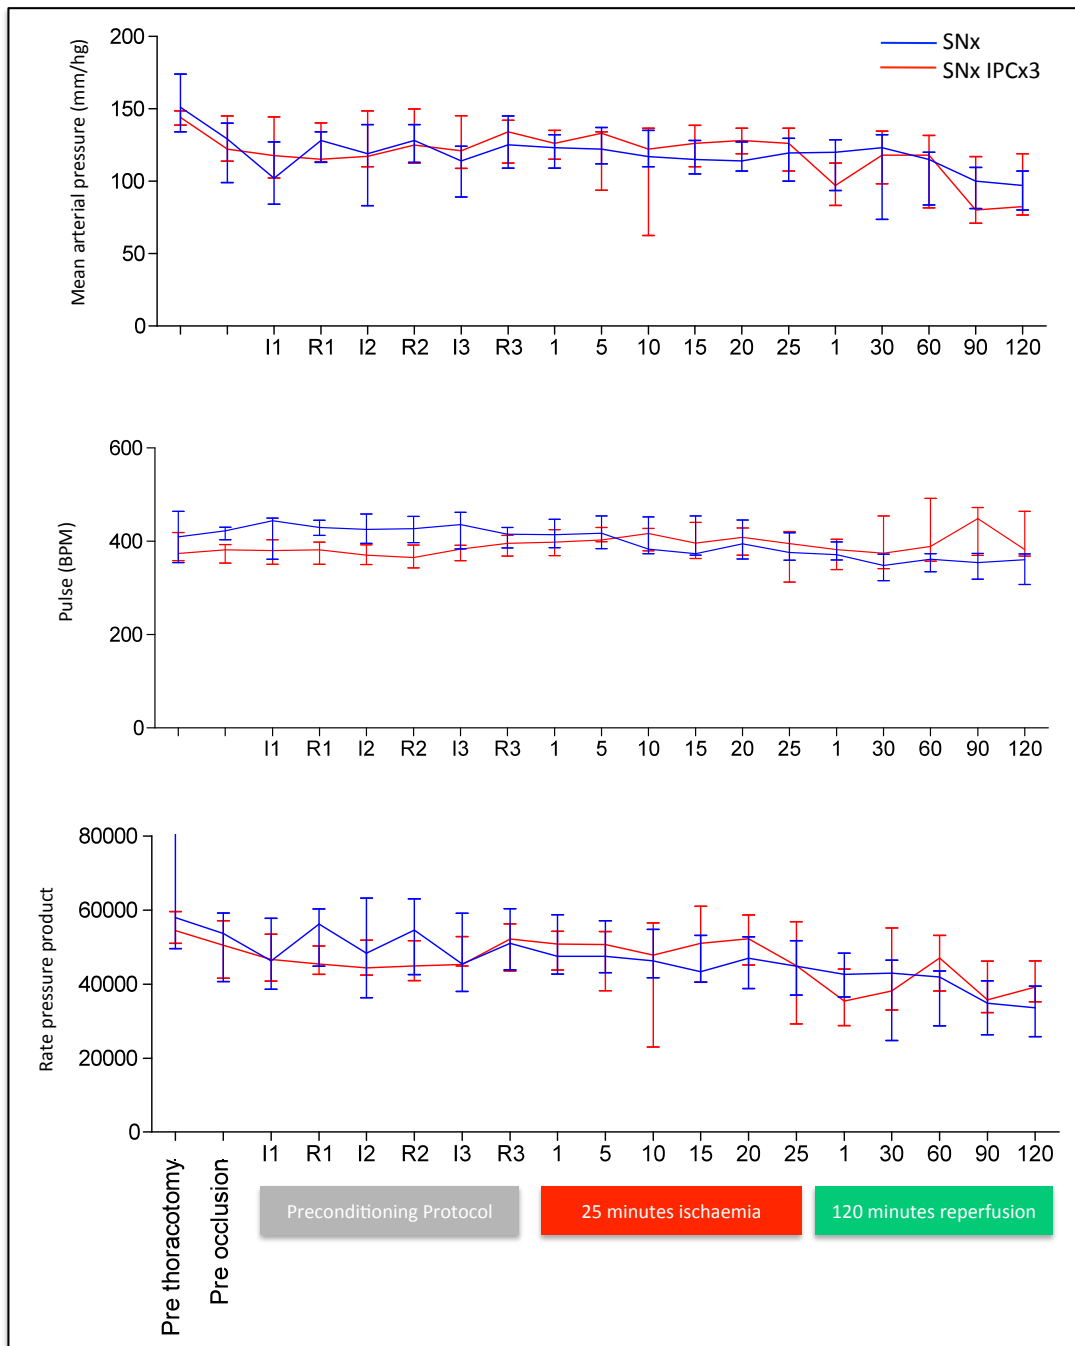 SNx
SNx IPCx3
Mean arterial pressure (mm/hg)
200
150
100
50
0
I1 R1 I2 R2 I3 R3 1 5 10 15 20 25 1 30 60 90 120
Pulse (BPM)
600
400
200
0
I1 R1 I2 R2 I3 R3 1 5 10 15 20 25 1 30 60 90 120
Rate pressure product
80000
60000
40000
20000
0
I1 R1 I2 R2 I3 R3 1 5 10 15 20 25 1 30 60 90 120
Pre thoracotomy
Pre occlusion
Preconditioning Protocol
25 minutes ischaemia
120 minutes reperfusion